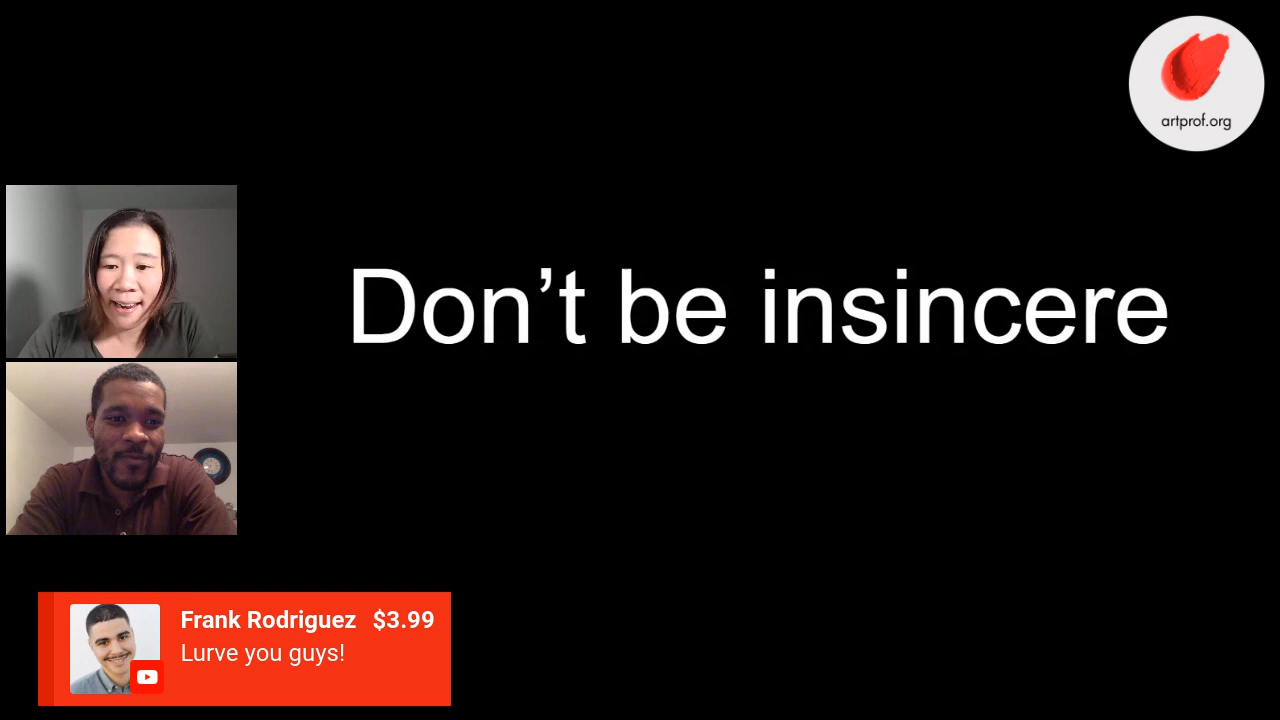 artprof.org
Don’t be insincere
Frank Rodriguez $3.99
Lurve you guys!